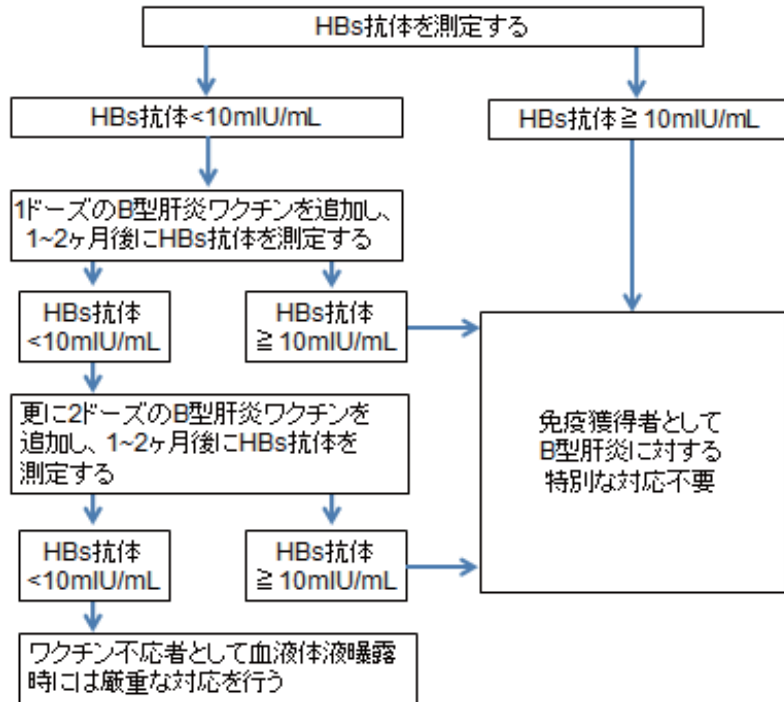 HBs抗体を測定する
HBs抗体<10mIU/mL
HBs抗体≧10mIU/mL
1ドーズのB型肝炎ワクチンを追加し、
1~2ヶ月後にHBs抗体を測定する
HBs抗体
<10mIU/mL
HBs抗体
≧10mIU/mL
更に2ドーズのB型肝炎ワクチンを
追加し、1~2ヶ月後にHBs抗体を
測定する
免疫獲得者として
B型肝炎に対する
特別な対応不要
HBs抗体
<10mIU/mL
HBs抗体
≧10mIU/mL
ワクチン不応者として血液体液曝露
時には厳重な対応を行う